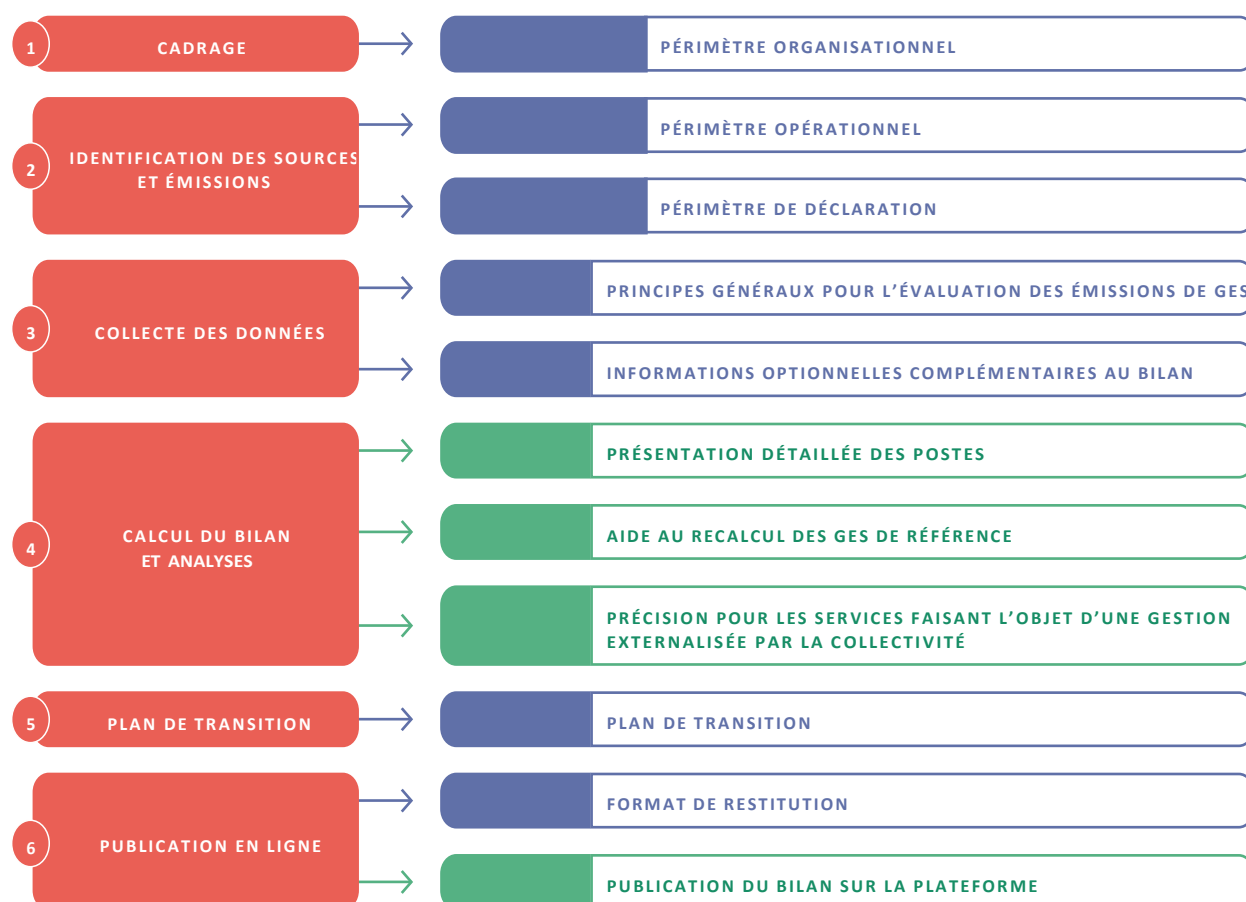 1
CADRAGE
PÉRIMÈTRE ORGANISATIONNEL
2
IDENTIFICATION DES SOURCES
ET ÉMISSIONS
PÉRIMÈTRE OPÉRATIONNEL
PÉRIMÈTRE DE DÉCLARATION
3
COLLECTE DES DONNÉES
PRINCIPES GÉNÉRAUX POUR L’ÉVALUATION DES ÉMISSIONS DE GES
INFORMATIONS OPTIONNELLES COMPLÉMENTAIRES AU BILAN
4
CALCUL DU BILAN
ET ANALYSES
PRÉSENTATION DÉTAILLÉE DES POSTES
AIDE AU RECALCUL DES GES DE RÉFÉRENCE
PRÉCISION POUR LES SERVICES FAISANT L’OBJET D’UNE GESTION
EXTERNALISÉE PAR LA COLLECTIVITÉ
5
PLAN DE TRANSITION
PLAN DE TRANSITION
6
PUBLICATION EN LIGNE
FORMAT DE RESTITUTION
PUBLICATION DU BILAN SUR LA PLATEFORME